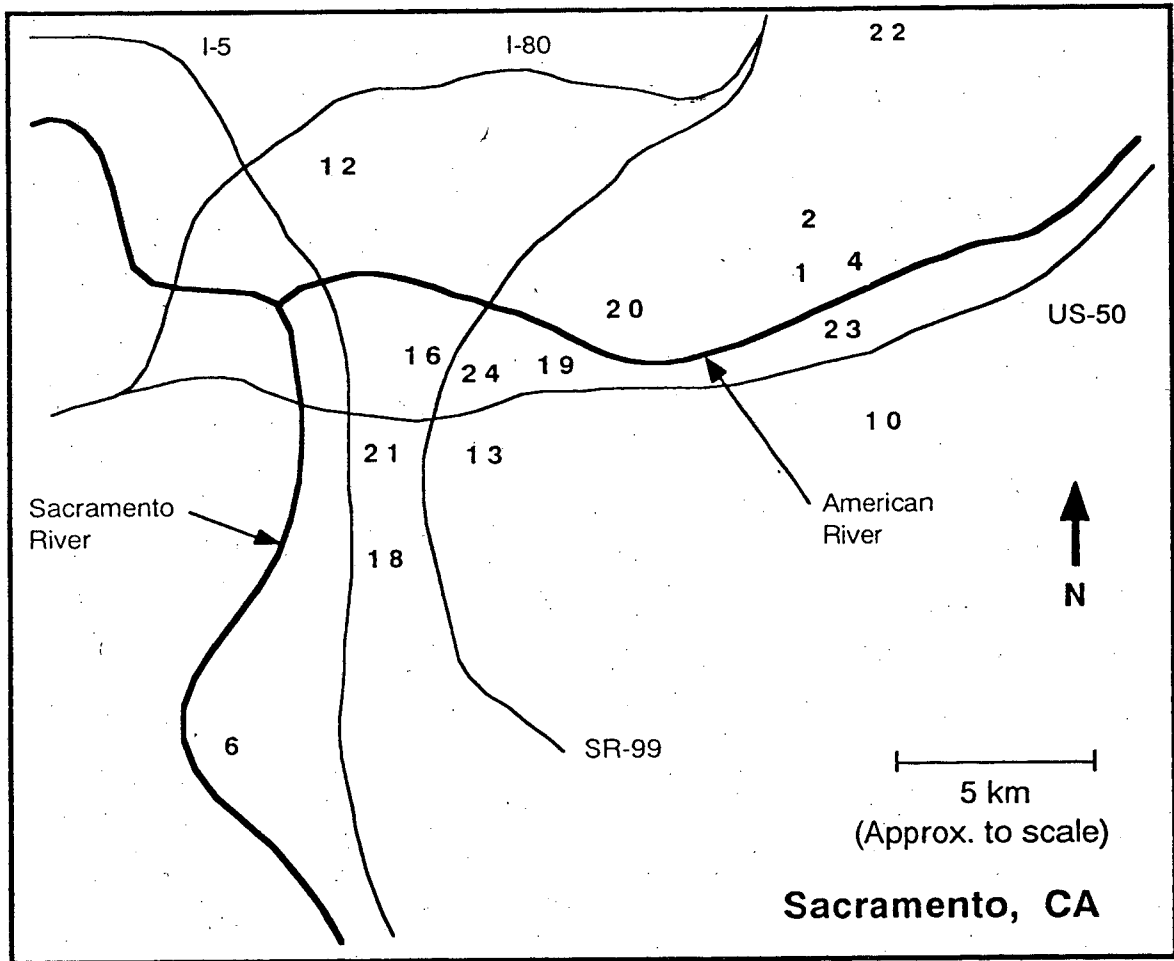 I-5
I-80
22
12
2
4
1
20
23
US-50
16
24
19
10
21
13
Sacramento
River
American
River
18
N
6
SR-99
5 km
(Approx. to scale)
Sacramento, CA